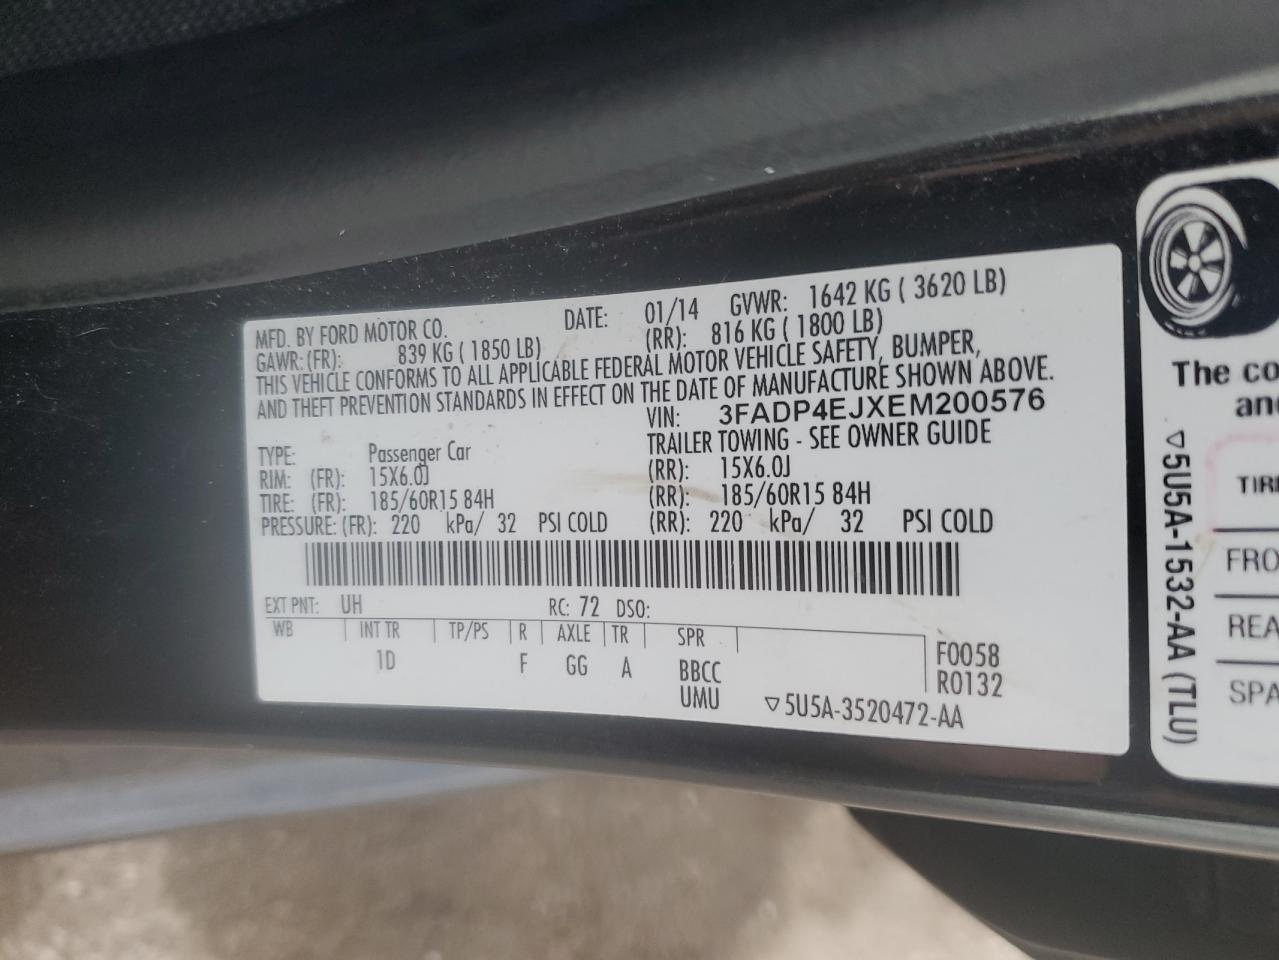 MFD. BY FORD MOTOR CO. DATE: 01/14 GVWR: 1642 KG ( 3620 LB)
GAWR: (FR): 839 KG ( 1850 LB) (RR): 816 KG ( 1800 LB)
THIS VEHICLE CONFORMS TO ALL APPLICABLE FEDERAL MOTOR VEHICLE SAFETY, BUMPER,
AND THEFT PREVENTION STANDARDS IN EFFECT ON THE DATE OF MANUFACTURE SHOWN ABOVE.
VIN: 3FADP4EJXEM200576
TYPE: Passenger Car TRAILER TOWING - SEE OWNER GUIDE
RIM: (FR): 15X6.0J (RR): 15X6.0J
TIRE: (FR): 185/60R15 84H (RR): 185/60R15 84H
PRESSURE: (FR): 220 kPa/ 32 PSI COLD (RR): 220 kPa/ 32 PSI COLD
EXT PNT: UH RC: 72 DSO:
WB INT TR TP/PS R AXLE TR SPR
1D F GG A BBCC F0058
UMU R0132
▽5U5A-3520472-AA
▽5U5A-1532-AA (TLU)
The co
an
TIR
FRO
REA
SPA